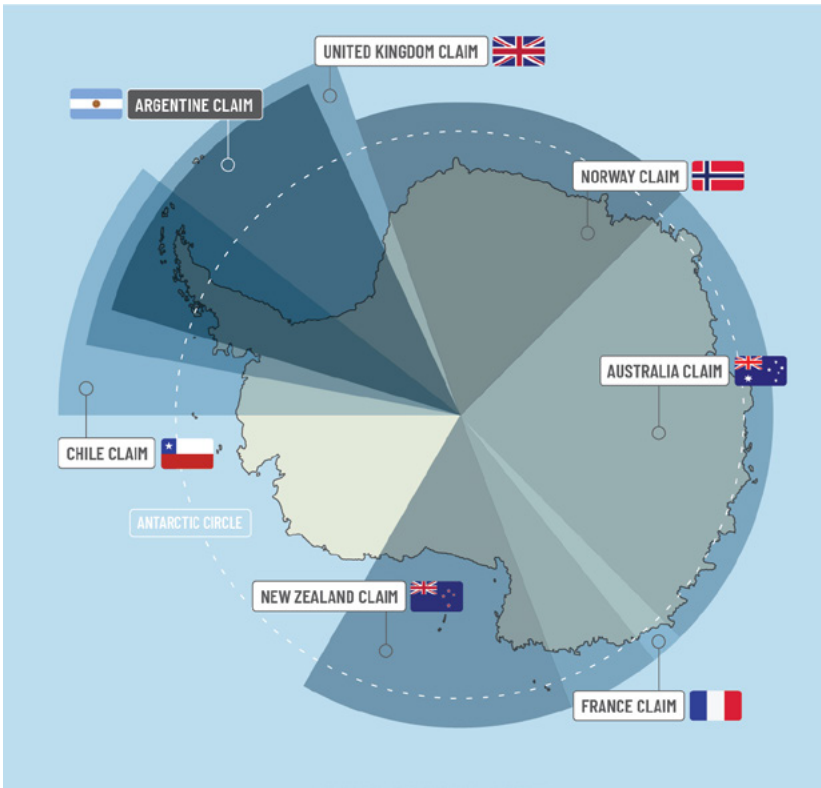 UNITED KINGDOM CLAIM
ARGENTINE CLAIM
NORWAY CLAIM
AUSTRALIA CLAIM
CHILE CLAIM
ANTARCTIC CIRCLE
NEW ZEALAND CLAIM
FRANCE CLAIM